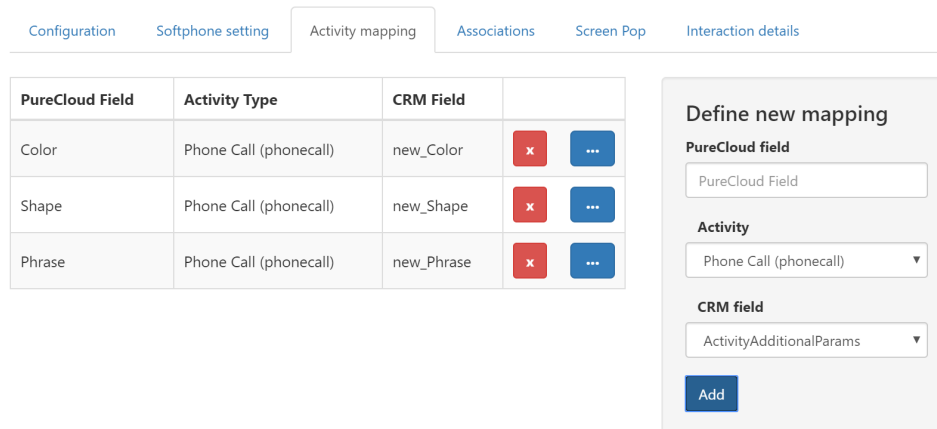 Configuration Softphone setting Activity mapping Associations Screen Pop Interaction details
PureCloud Field Activity Type CRM Field
Color Phone Call (phonecall) new_Color x ...
Shape Phone Call (phonecall) new_Shape x ...
Phrase Phone Call (phonecall) new_Phrase x ...
Define new mapping
PureCloud field
PureCloud Field
Activity
Phone Call (phonecall)
CRM field
ActivityAdditionalParams
Add